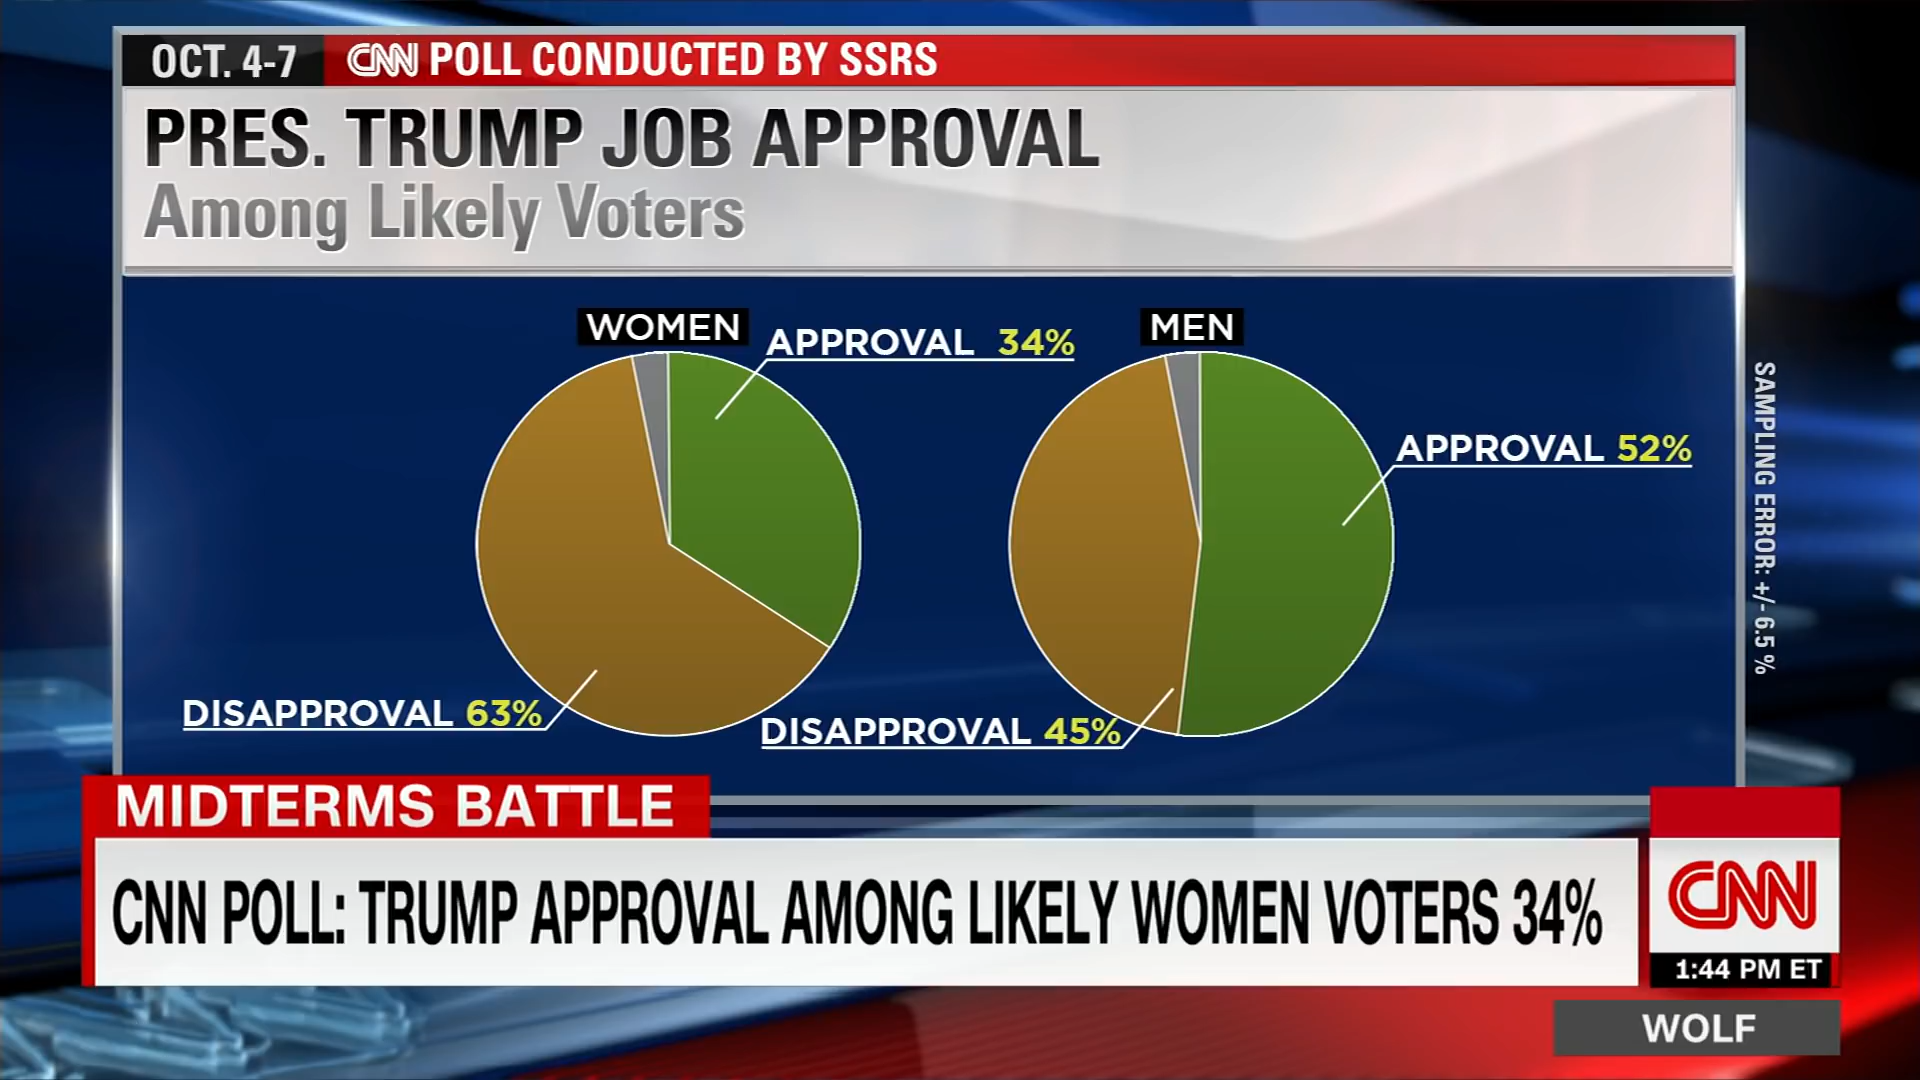 OCT. 4-7 CNN POLL CONDUCTED BY SSRS
PRES. TRUMP JOB APPROVAL
Among Likely Voters
WOMEN
APPROVAL 34%
DISAPPROVAL 63%
MEN
APPROVAL 52%
DISAPPROVAL 45%
SAMPLING ERROR: +/- 6.5 %
MIDTERMS BATTLE
CNN POLL: TRUMP APPROVAL AMONG LIKELY WOMEN VOTERS 34%
CNN
1:44 PM ET
WOLF